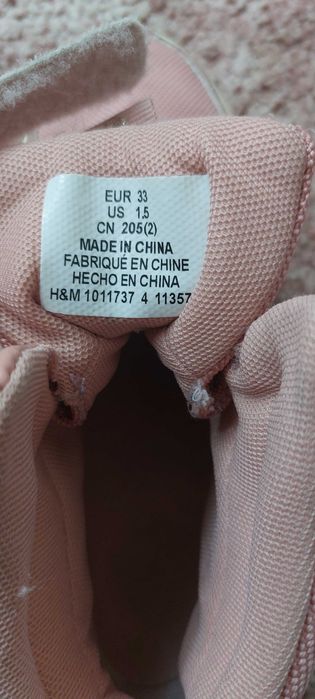 EUR 33
US 1.5
CN 205(2)
MADE IN CHINA
FABRIQUÉ EN CHINE
HECHO EN CHINA
H&M 1011737 4 11357